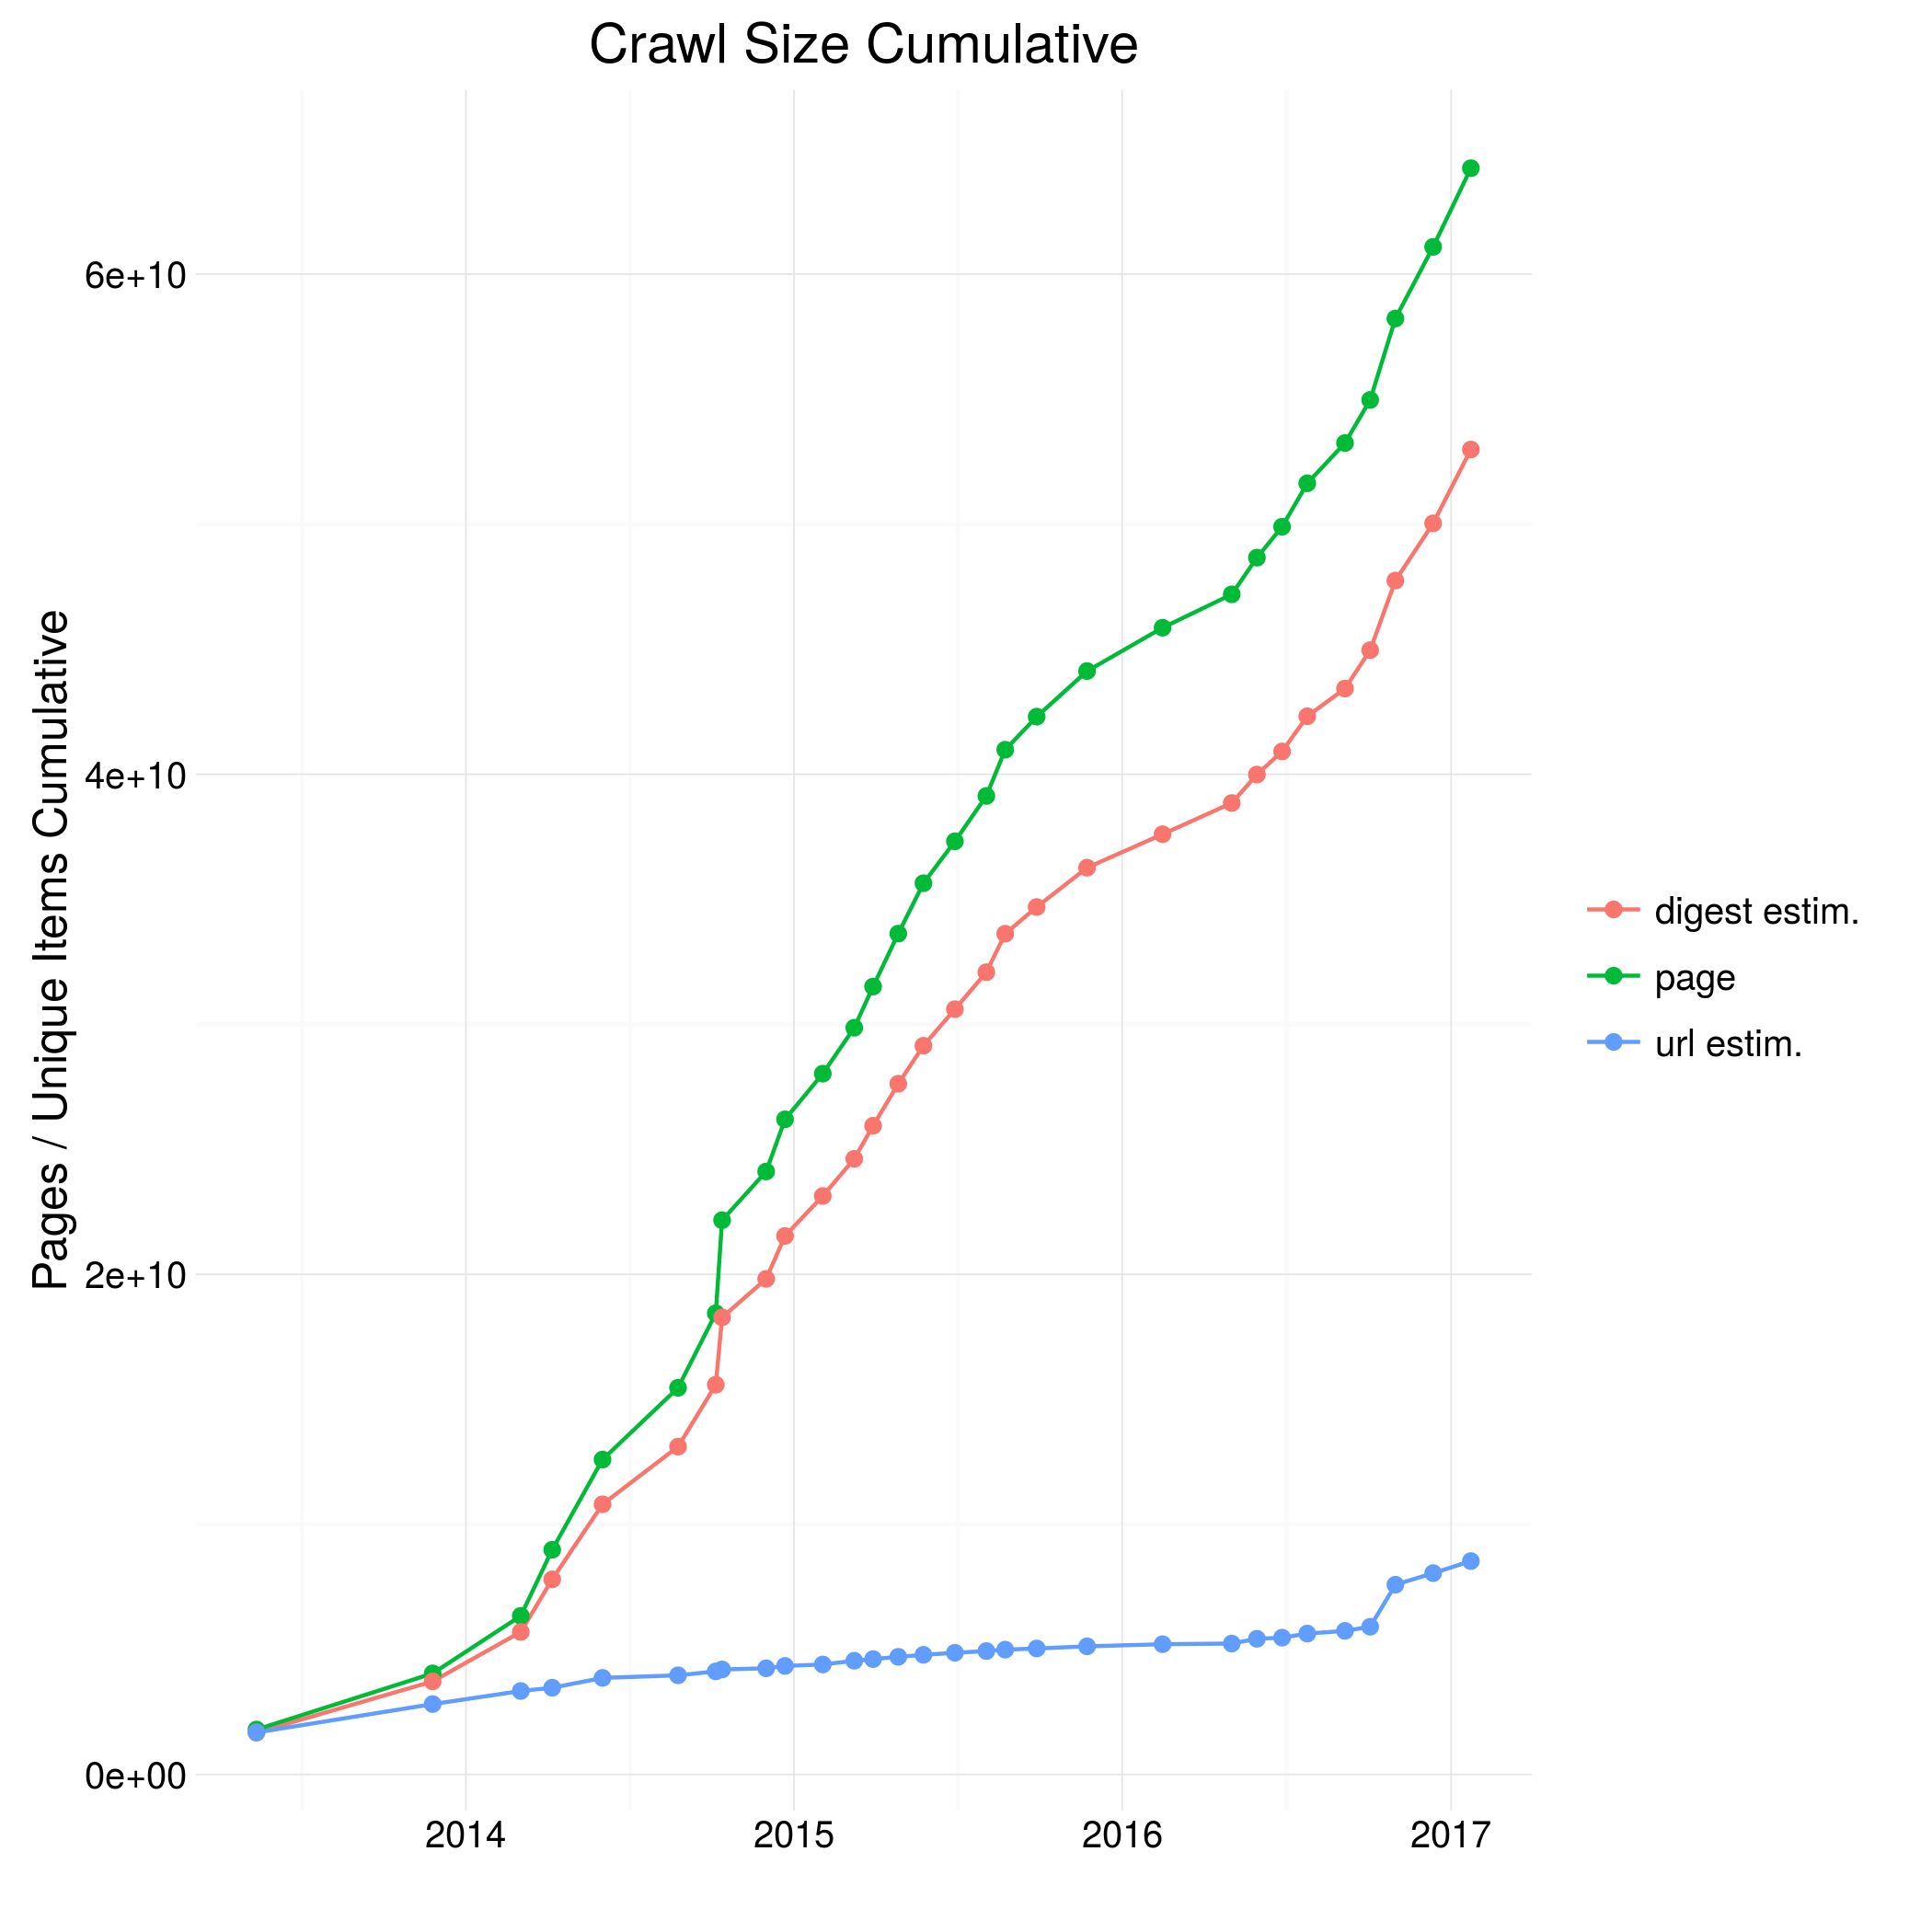 Crawl Size Cumulative
Pages / Unique Items Cumulative
6e+10
4e+10
2e+10
0e+00
2014
2015
2016
2017
digest estim.
page
url estim.